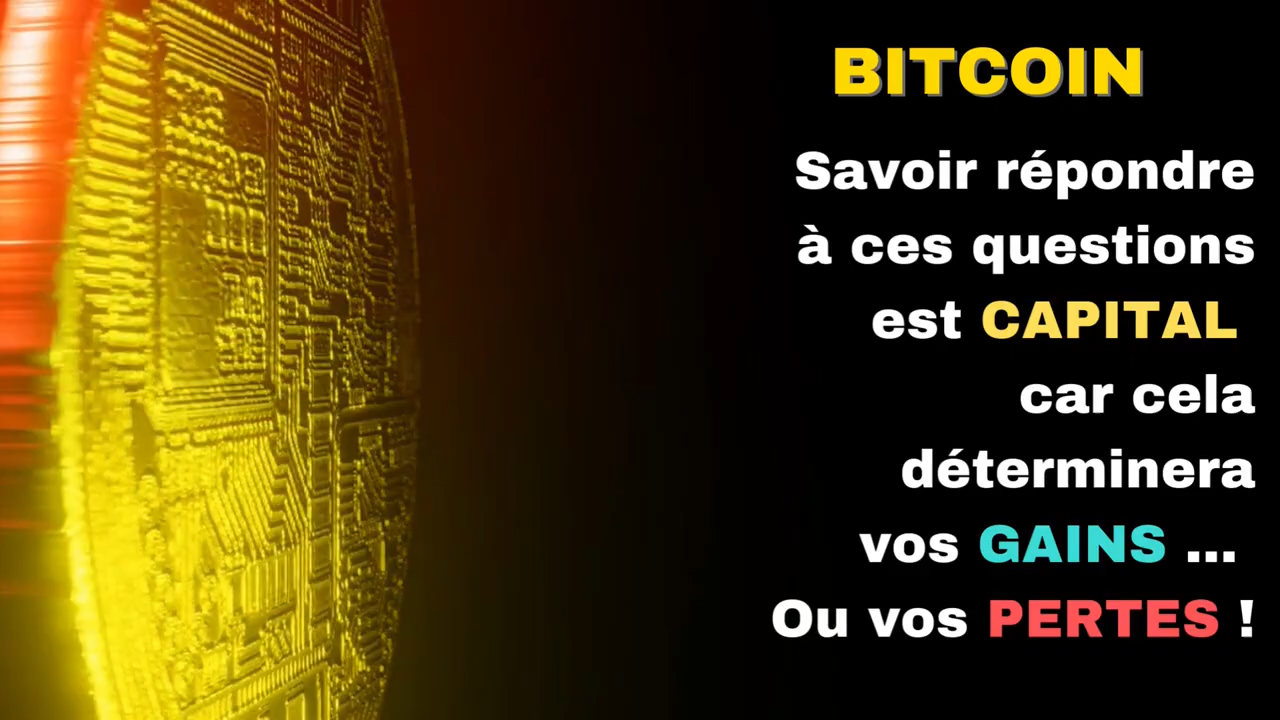 BITCOIN
Savoir répondre
à ces questions
est CAPITAL
car cela
déterminera
vos GAINS ...
Ou vos PERTES !